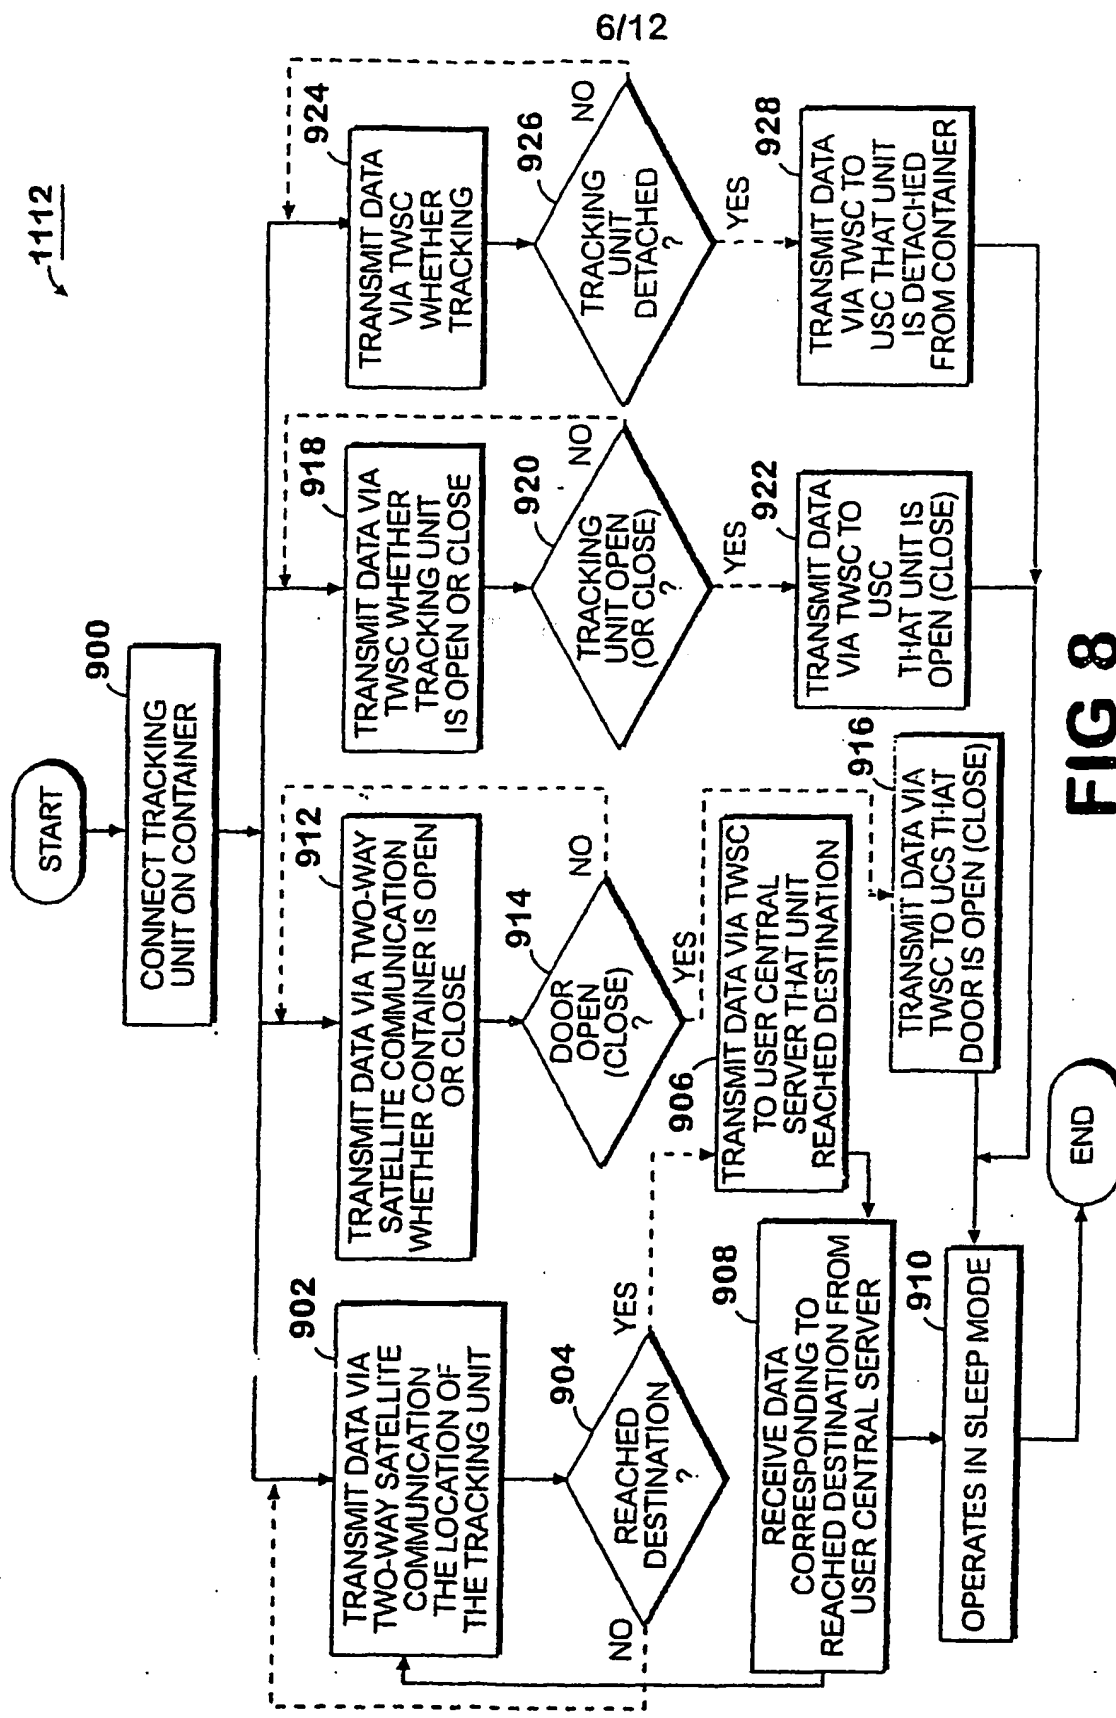 6/12
1112
START
900
CONNECT TRACKING
UNIT ON CONTAINER
902
TRANSMIT DATA VIA
TWO-WAY SATELLITE
COMMUNICATION
THE LOCATION OF
THE TRACKING UNIT
904
REACHED
DESTINATION
?
NO
YES
906
TRANSMIT DATA VIA TWSC
TO USER CENTRAL
SERVER THAT UNIT
REACHED DESTINATION
908
RECEIVE DATA
CORRESPONDING TO
REACHED DESTINATION FROM
USER CENTRAL SERVER
910
OPERATES IN SLEEP MODE
END
912
TRANSMIT DATA VIA TWO-WAY
SATELLITE COMMUNICATION
WHETHER CONTAINER IS OPEN
OR CLOSE
914
DOOR
OPEN
(CLOSE)
?
NO
YES
916
TRANSMIT DATA VIA
TWSC TO UCS THAT
DOOR IS OPEN (CLOSE)
918
TRANSMIT DATA VIA
TWSC WHETHER
TRACKING UNIT
IS OPEN OR CLOSE
920
TRACKING
UNIT OPEN
(OR CLOSE)
?
NO
YES
922
TRANSMIT DATA
VIA TWSC TO
USC
THAT UNIT IS
OPEN (CLOSE)
924
TRANSMIT DATA
VIA TWSC
WHETHER
TRACKING
926
TRACKING
UNIT
DETACHED
?
NO
YES
928
TRANSMIT DATA
VIA TWSC TO
USC THAT UNIT
IS DETACHED
FROM CONTAINER
FIG 8